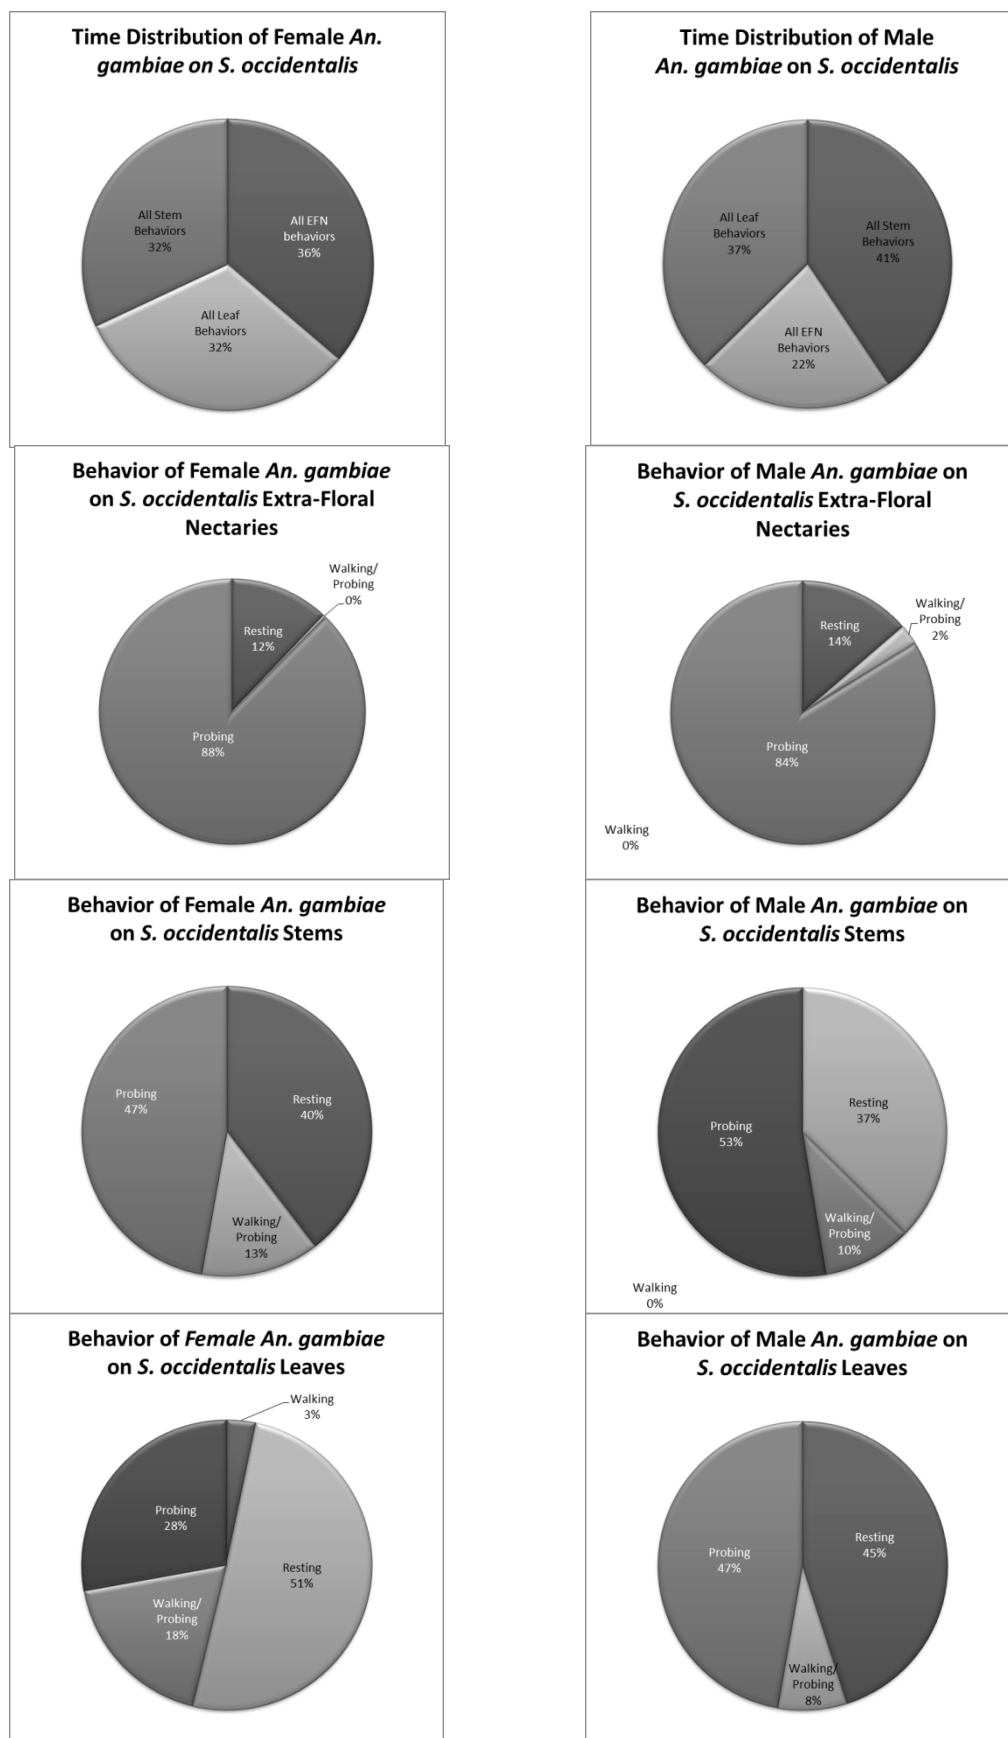 Time Distribution of Female An.
gambiae on S. occidentalis
All Stem
Behaviors
32%
All EFN
behaviors
36%
All Leaf
Behaviors
32%
Time Distribution of Male
An. gambiae on S. occidentalis
All Leaf
Behaviors
37%
All Stem
Behaviors
41%
All EFN
Behaviors
22%
Behavior of Female An. gambiae
on S. occidentalis Extra-Floral
Nectaries
Walking/
Probing
0%
Resting
12%
Probing
88%
Behavior of Male An. gambiae on
S. occidentalis Extra-Floral
Nectaries
Walking/
Probing
2%
Resting
14%
Probing
84%
Walking
0%
Behavior of Female An. gambiae
on S. occidentalis Stems
Probing
47%
Resting
40%
Walking/
Probing
13%
Behavior of Male An. gambiae on
S. occidentalis Stems
Resting
37%
Probing
53%
Walking/
Probing
10%
Walking
0%
Behavior of Female An. gambiae
on S. occidentalis Leaves
Walking
3%
Probing
28%
Resting
51%
Walking/
Probing
18%
Behavior of Male An. gambiae on
S. occidentalis Leaves
Probing
47%
Resting
45%
Walking/
Probing
8%